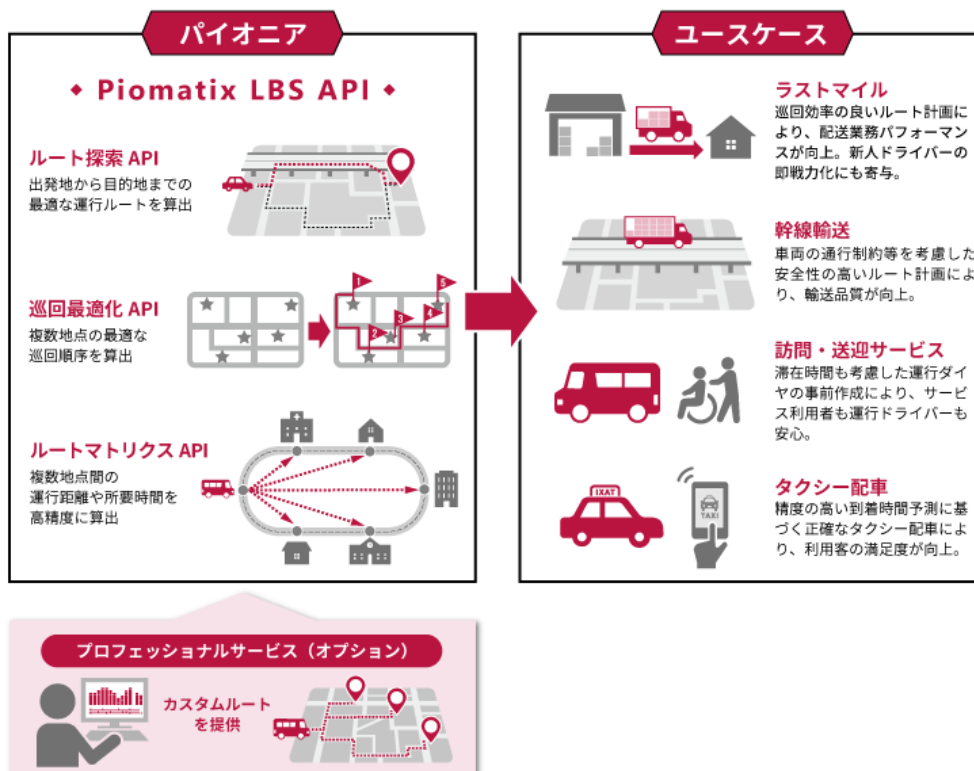 パイオニア
Piomatix LBS API
ルート探索 API
出発地から目的地までの
最適な運行ルートを算出
巡回最適化 API
複数地点の最適な
巡回順序を算出
1
2
3
4
5
ルートマトリクス API
複数地点間の
運行距離や所要時間を
高精度に算出
プロフェッショナルサービス（オプション）
カスタムルート
を提供
ユースケース
ラストマイル
巡回効率の良いルート計画に
より、配送業務パフォーマン
スが向上。新人ドライバーの
即戦力化にも寄与。
幹線輸送
車両の通行制約等を考慮した
安全性の高いルート計画によ
り、輸送品質が向上。
訪問・送迎サービス
滞在時間も考慮した運行ダイ
ヤの事前作成により、サービ
ス利用者も運行ドライバーも
安心。
IXAT
TAXI
タクシー配車
精度の高い到着時間予測に基
づく正確なタクシー配車によ
り、利用客の満足度が向上。